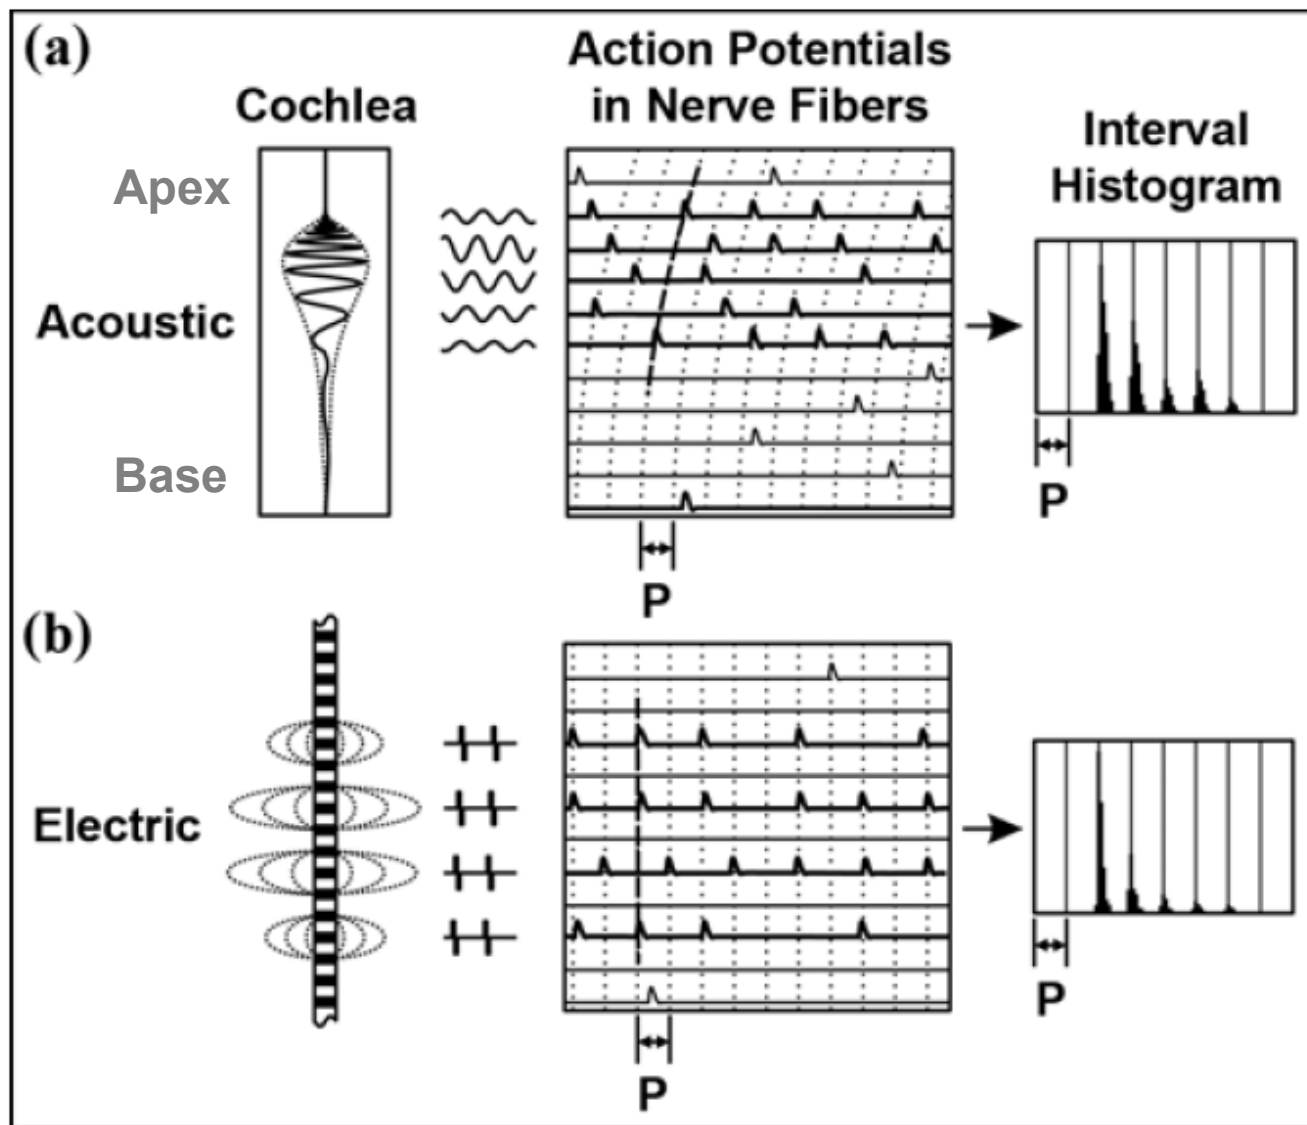 (a)
Action Potentials
in Nerve Fibers
Cochlea
Interval
Histogram
Apex
Acoustic
Base
P
P
(b)
Electric
P
P